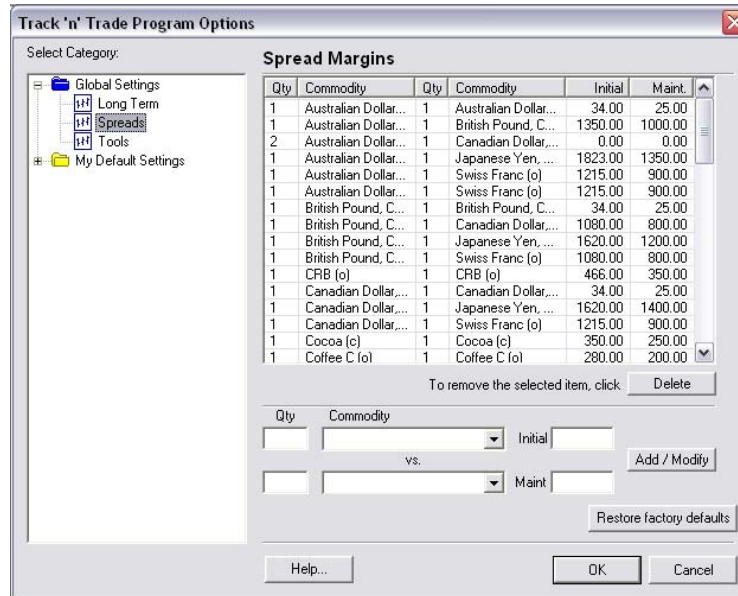 Track 'n' Trade Program Options
Select Category:
Global Settings
Long Term
Spreads
Tools
My Default Settings
Spread Margins
Qty Commodity Qty Commodity Initial Maint.
1 Australian Dollar... 1 Australian Dollar... 34.00 25.00
1 Australian Dollar... 1 British Pound, C... 1350.00 1000.00
2 Australian Dollar... 1 Canadian Dollar,... 0.00 0.00
1 Australian Dollar... 1 Japanese Yen, ... 1823.00 1350.00
1 Australian Dollar... 1 Swiss Franc (o) 1215.00 900.00
1 Australian Dollar... 1 Swiss Franc (o) 1215.00 900.00
1 British Pound, C... 1 British Pound, C... 34.00 25.00
1 British Pound, C... 1 Canadian Dollar,... 1080.00 800.00
1 British Pound, C... 1 Japanese Yen, ... 1620.00 1200.00
1 British Pound, C... 1 Swiss Franc (o) 1080.00 800.00
1 CRB (o) 1 CRB (o) 466.00 350.00
1 Canadian Dollar,... 1 Canadian Dollar,... 34.00 25.00
1 Canadian Dollar,... 1 Japanese Yen, ... 1620.00 1400.00
1 Canadian Dollar,... 1 Swiss Franc (o) 1215.00 900.00
1 Cocoa (c) 1 Cocoa (c) 350.00 250.00
1 Coffee C (o) 1 Coffee C (o) 280.00 200.00
To remove the selected item, click Delete
Qty Commodity
Initial
vs.
Add / Modify
Maint
Restore factory defaults
Help... OK Cancel